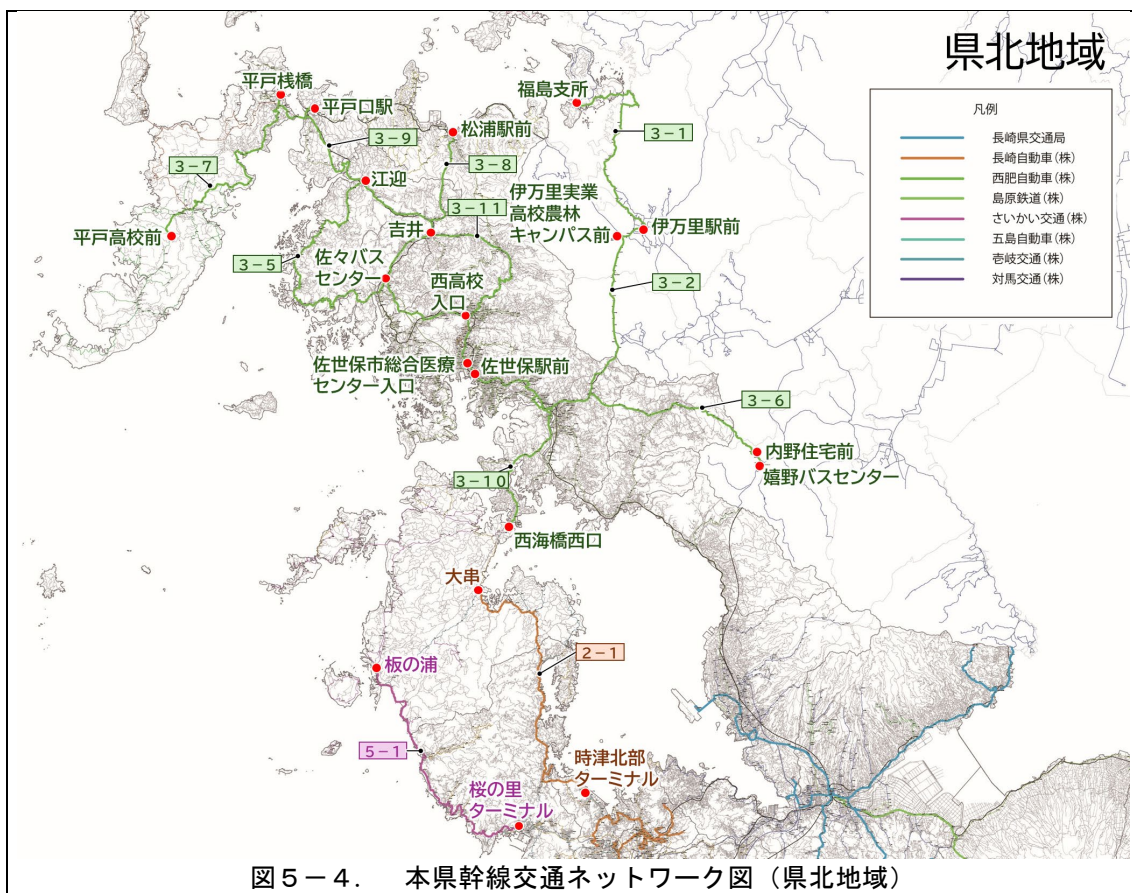 県北地域
凡例
長崎県交通局
長崎自動車(株)
西肥自動車(株)
島原鉄道(株)
さいかい交通(株)
五島自動車(株)
壱岐交通(株)
対馬交通(株)
平戸桟橋
平戸口駅
福島支所
松浦駅前
3-1
3-9
3-8
3-7
江迎
伊万里実業
高校農林
キャンパス前
3-11
伊万里駅前
平戸高校前
吉井
3-5
佐々バス
センター
西高校
入口
3-2
佐世保市総合医療
センター入口
佐世保駅前
3-6
内野住宅前
嬉野バスセンター
3-10
西海橋西口
大串
2-1
板の浦
5-1
時津北部
ターミナル
桜の里
ターミナル
図5-4. 本県幹線交通ネットワーク図（県北地域）